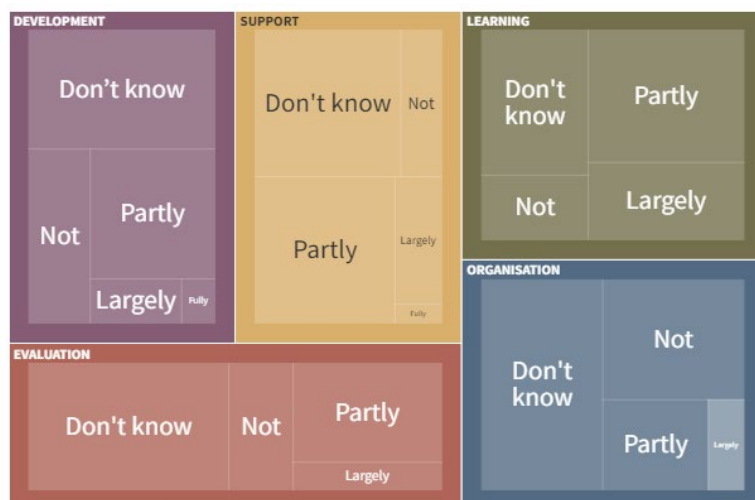 DEVELOPMENT
Don’t know
Not
Partly
Largely
Fully
SUPPORT
Don't know
Not
Partly
Largely
Fully
LEARNING
Don't
know
Partly
Not
Largely
EVALUATION
Don't know
Not
Partly
Largely
ORGANISATION
Don't
know
Not
Partly
Largely